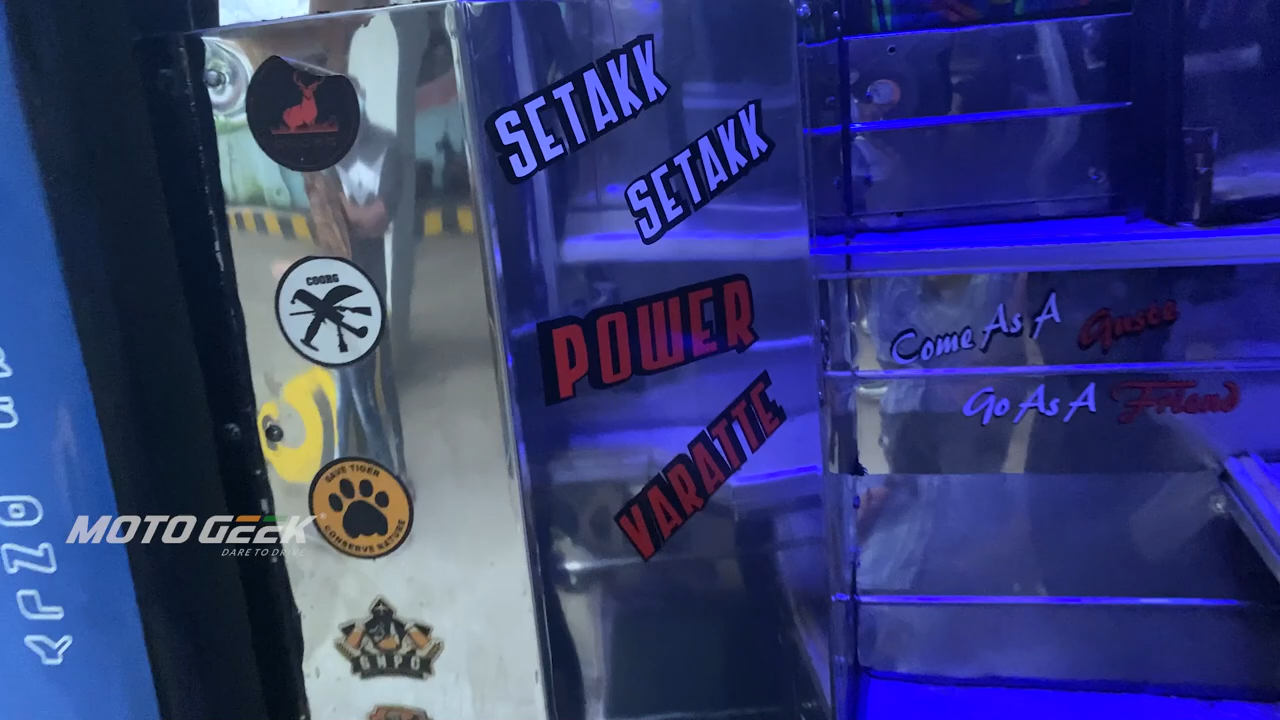 SETAKK
SETAKK
COORG
POWER
Come As A Guste
Go As A Friend
VARATTE
SAVE TIGER
CONSERVE NATURE
MOTO GEEK
DARE TO DRIVE